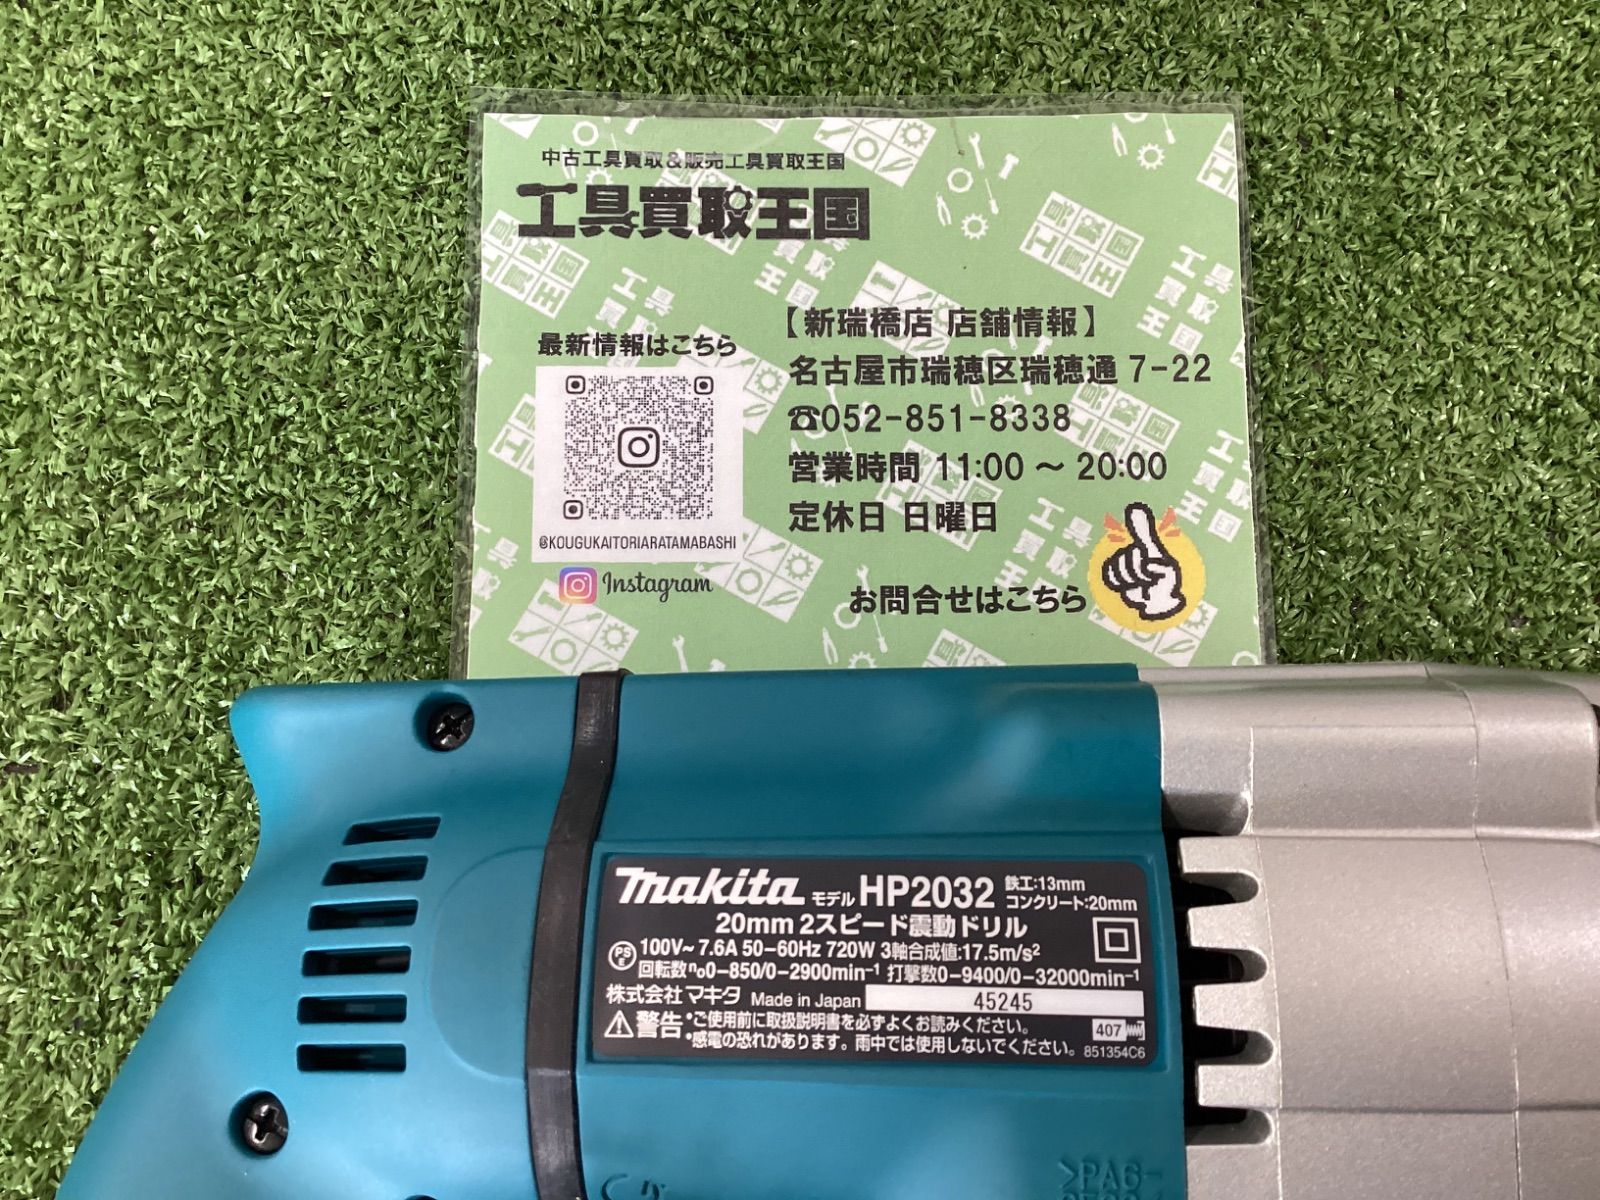 中古工具買取&販売工具買取王国
工具買取王国
最新情報はこちら
@KOUGUKAITORIARATAMABASHI
Instagram
【新瑞橋店 店舗情報】
名古屋市瑞穂区瑞穂通 7-22
☎052-851-8338
営業時間 11:00 ～ 20:00
定休日 日曜日
お問合せはこちら
makita モデル HP2032 鉄工:13mm
コンクリート:20mm
20mm 2スピード震動ドリル
PSE 100V~ 7.6A 50-60Hz 720W 3軸合成値:17.5m/s²
回転数 n₀0-850/0-2900min⁻¹ 打撃数0-9400/0-32000min⁻¹
株式会社 マキタ Made in Japan 45245
⚠警告 •ご使用前に取扱説明書を必ずよくお読みください。
•感電の恐れがあります。雨中では使用しないでください。
407
851354C6
>PA6-